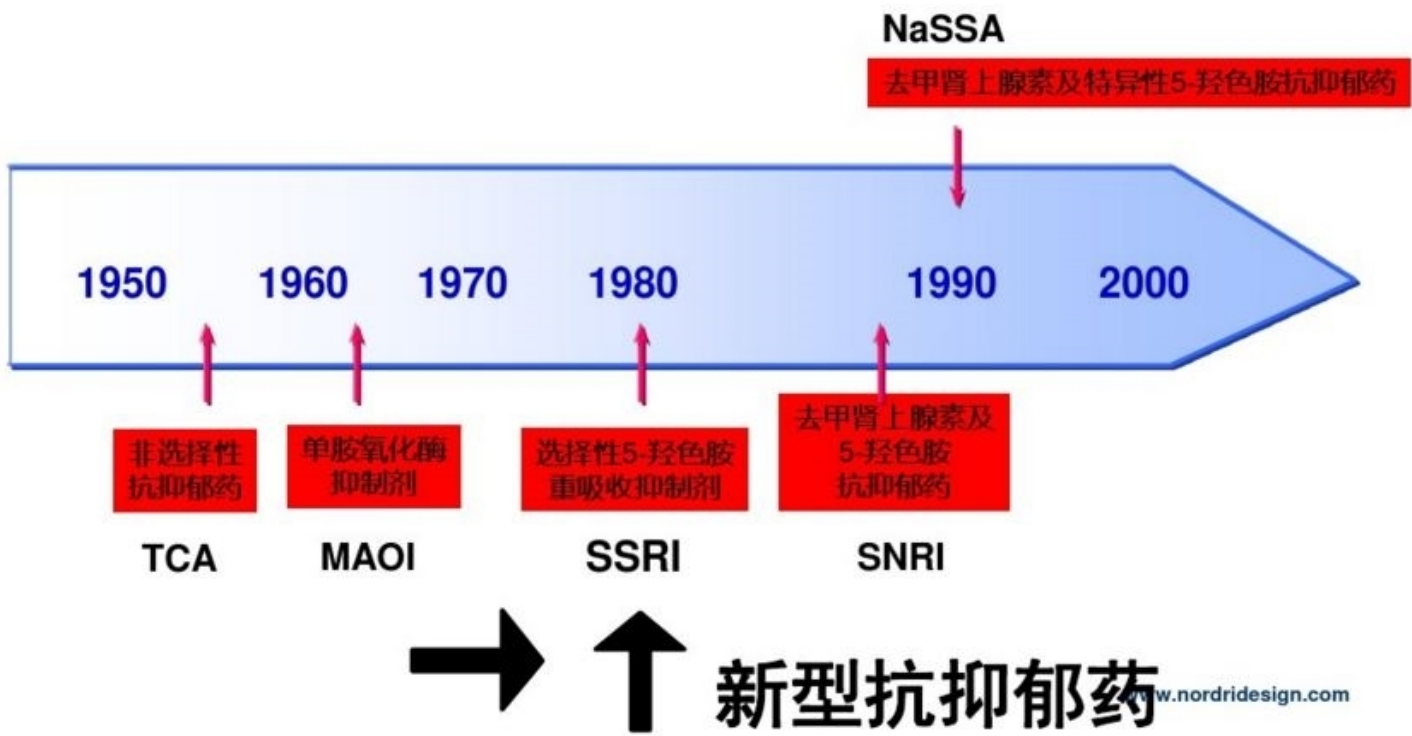 NaSSA
去甲肾上腺素及特异性5-羟色胺抗抑郁药
1950 1960 1970 1980 1990 2000
非选择性
抗抑郁药
TCA
单胺氧化酶
抑制剂
MAOI
选择性5-羟色胺
重吸收抑制剂
SSRI
去甲肾上腺素及
5-羟色胺
抗抑郁药
SNRI
新型抗抑郁药
www.nordridesign.com